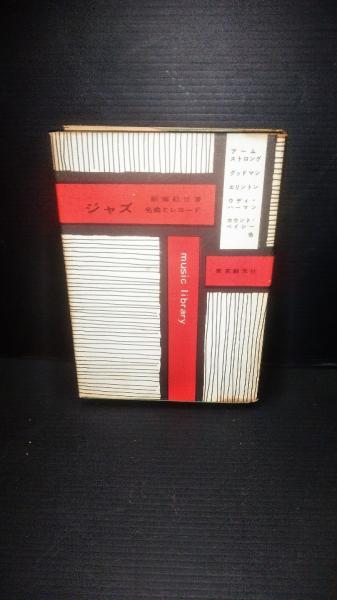 アーム
ストロング
グッドマン
エリントン
ウディ・
ハーマン
カウント・
ベイシー
他
ジャズ
名曲とレコード
music library
東京創元社